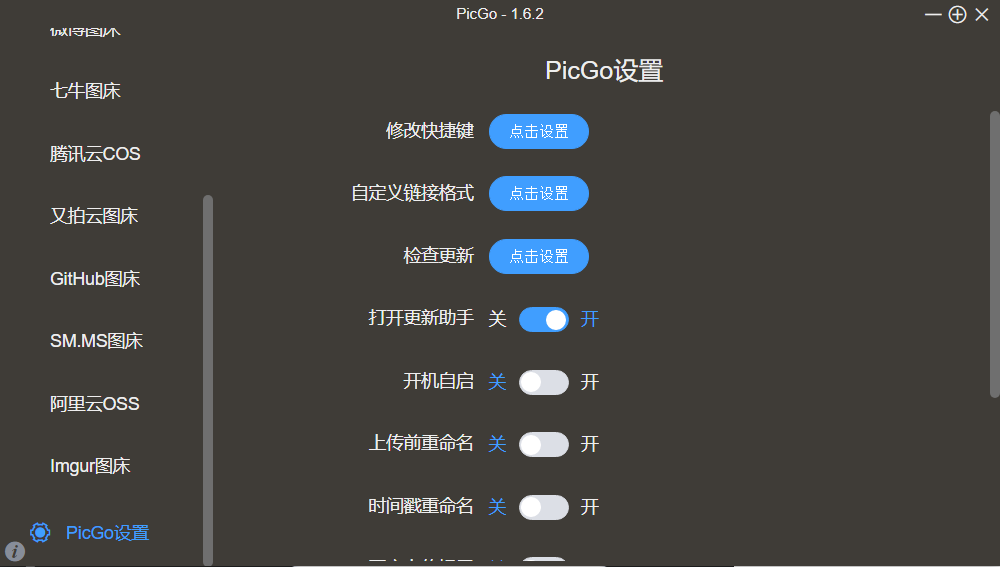 PicGo - 1.6.2
微博图床
七牛图床
腾讯云COS
又拍云图床
GitHub图床
SM.MS图床
阿里云OSS
Imgur图床
PicGo设置
PicGo设置
修改快捷键 点击设置
自定义链接格式 点击设置
检查更新 点击设置
打开更新助手 关 开
开机自启 关 开
上传前重命名 关 开
时间戳重命名 关 开